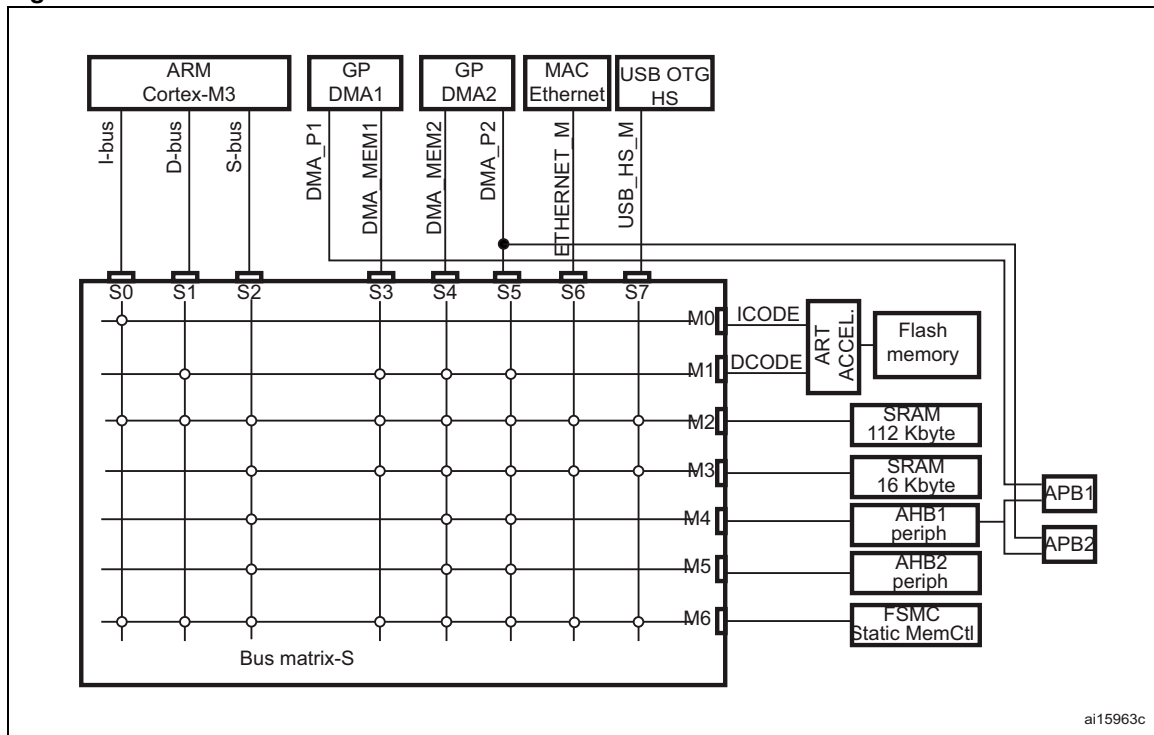 ARM
Cortex-M3
GP
DMA1
GP
DMA2
MAC
Ethernet
USB OTG
HS
I-bus
D-bus
S-bus
DMA_P1
DMA_MEM1
DMA_MEM2
DMA_P2
ETHERNET_M
USB_HS_M
S0
S1
S2
S3
S4
S5
S6
S7
M0
ICODE
M1
DCODE
ART
ACCEL.
Flash
memory
M2
SRAM
112 Kbyte
M3
SRAM
16 Kbyte
M4
AHB1
periph
APB1
APB2
M5
AHB2
periph
M6
FSMC
Static MemCtl
Bus matrix-S
ai15963c